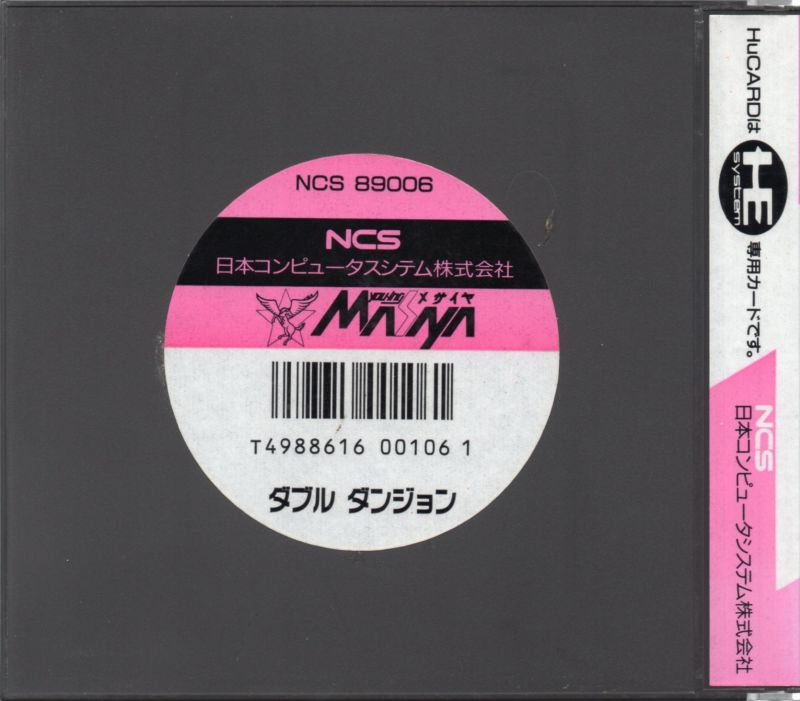 NCS 89006
NCS
日本コンピュータスシテム株式会社
メサイヤ
MASAYA
T4988616 00106 1
ダブル ダンジョン
HuCARDは HE system 専用カードです。
NCS
日本コンピュータシステム株式会社